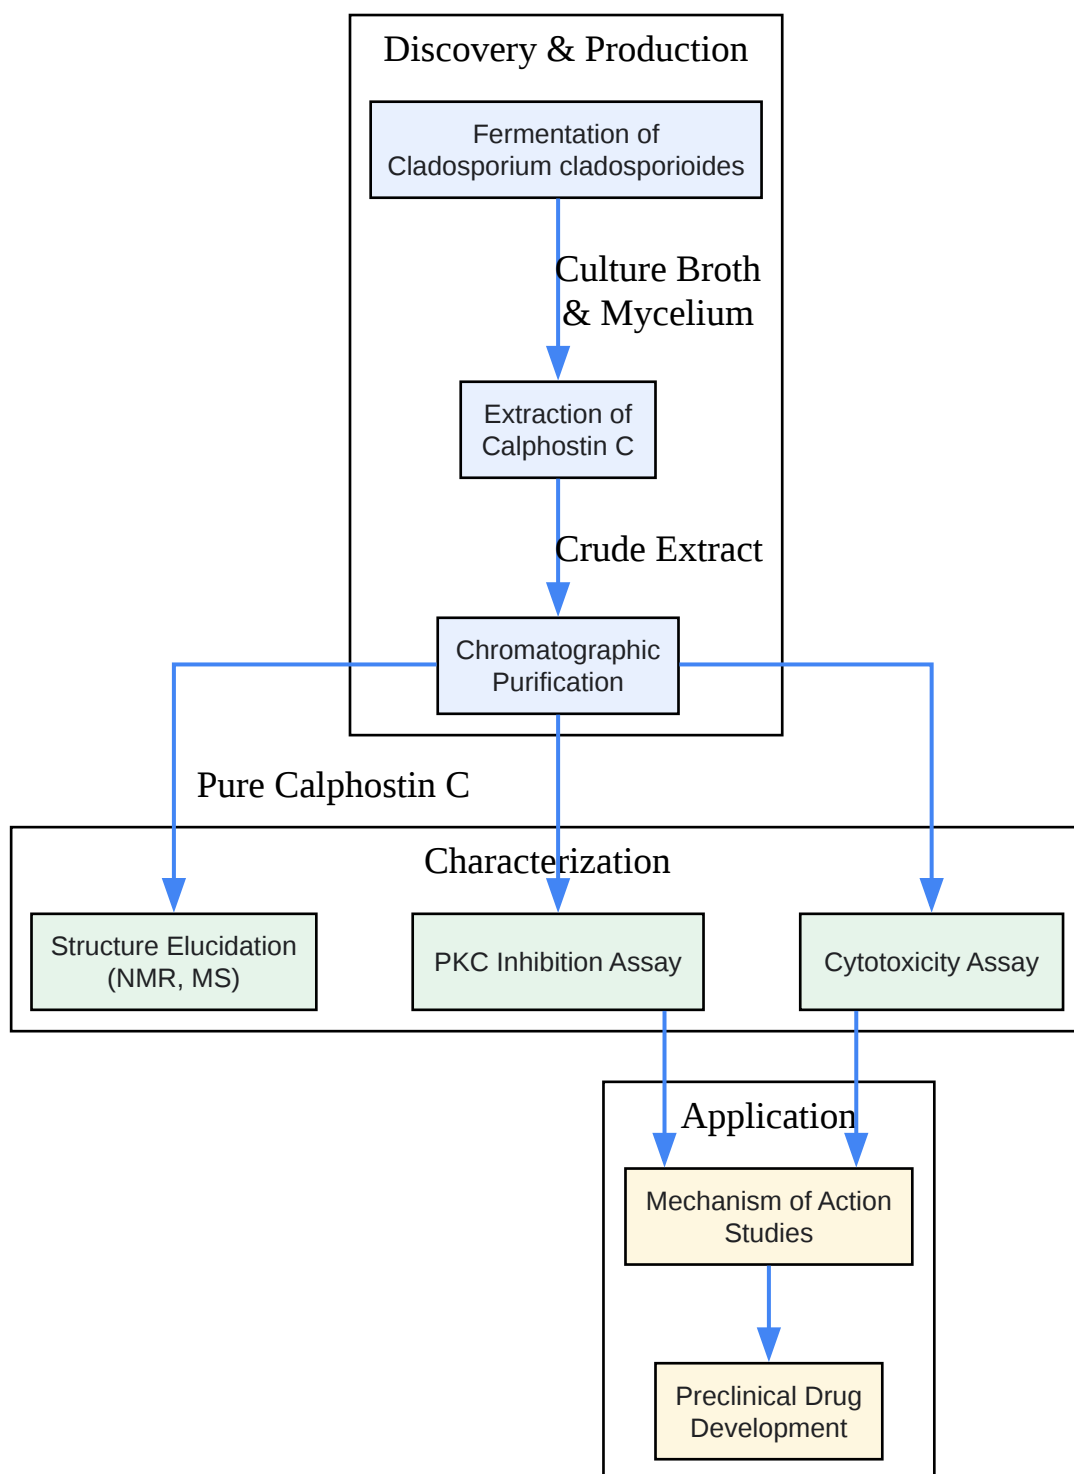 Discovery & Production
Fermentation of
Cladosporium cladosporioides
Culture Broth
& Mycelium
Extraction of
Calphostin C
Crude Extract
Chromatographic
Purification
Pure Calphostin C
Characterization
Structure Elucidation
(NMR, MS)
PKC Inhibition Assay
Cytotoxicity Assay
Application
Mechanism of Action
Studies
Preclinical Drug
Development